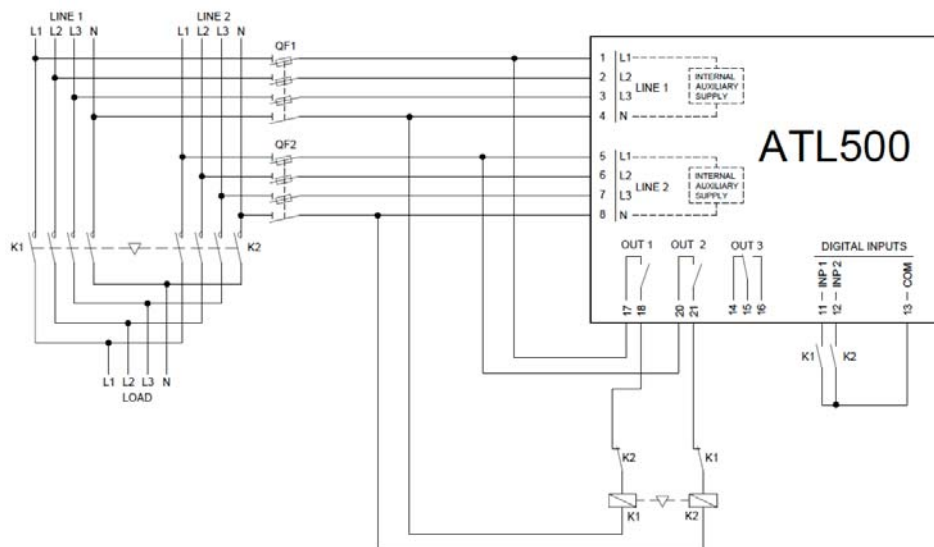 LINE 1 LINE 2
L1 L2 L3 N L1 L2 L3 N
QF1
1 L1
2 L2
3 L3
4 N
LINE 1
INTERNAL
AUXILIARY
SUPPLY
ATL500
QF2
5 L1
6 L2
7 L3
8 N
LINE 2
INTERNAL
AUXILIARY
SUPPLY
K1 K2
OUT 1 OUT 2 OUT 3 DIGITAL INPUTS
INP 1 INP 2 COM
17 18 20 21 14 15 16 11 12 13
K1 K2
L1 L2 L3 N
LOAD
K2 K1
K1 K2